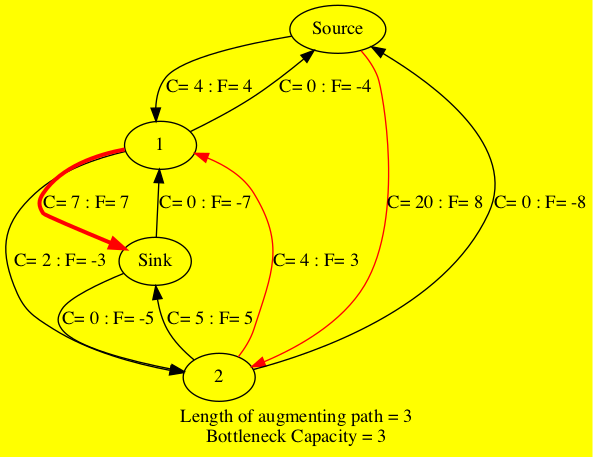 Source
C= 4 : F= 4
C= 0 : F= -4
1
C= 7 : F= 7
C= 0 : F= -7
C= 20 : F= 8
C= 0 : F= -8
C= 2 : F= -3
Sink
C= 4 : F= 3
C= 0 : F= -5
C= 5 : F= 5
2
Length of augmenting path = 3
Bottleneck Capacity = 3